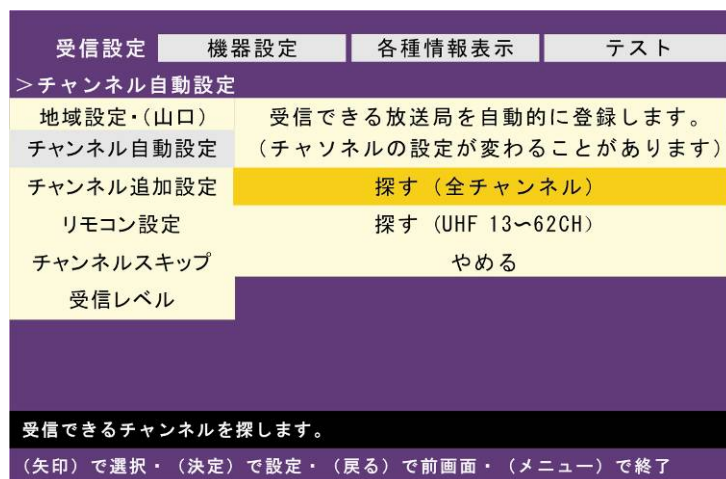 受信設定 機器設定 各種情報表示 テスト
＞チャンネル自動設定
地域設定・(山口) 受信できる放送局を自動的に登録します。
チャンネル自動設定 (チャソネルの設定が変わることがあります)
チャンネル追加設定 探す (全チャンネル)
リモコン設定 探す (UHF 13〜62CH)
チャンネルスキップ やめる
受信レベル
受信できるチャンネルを探します。
(矢印) で選択・ (決定) で設定・ (戻る) で前画面・ (メニュー) で終了